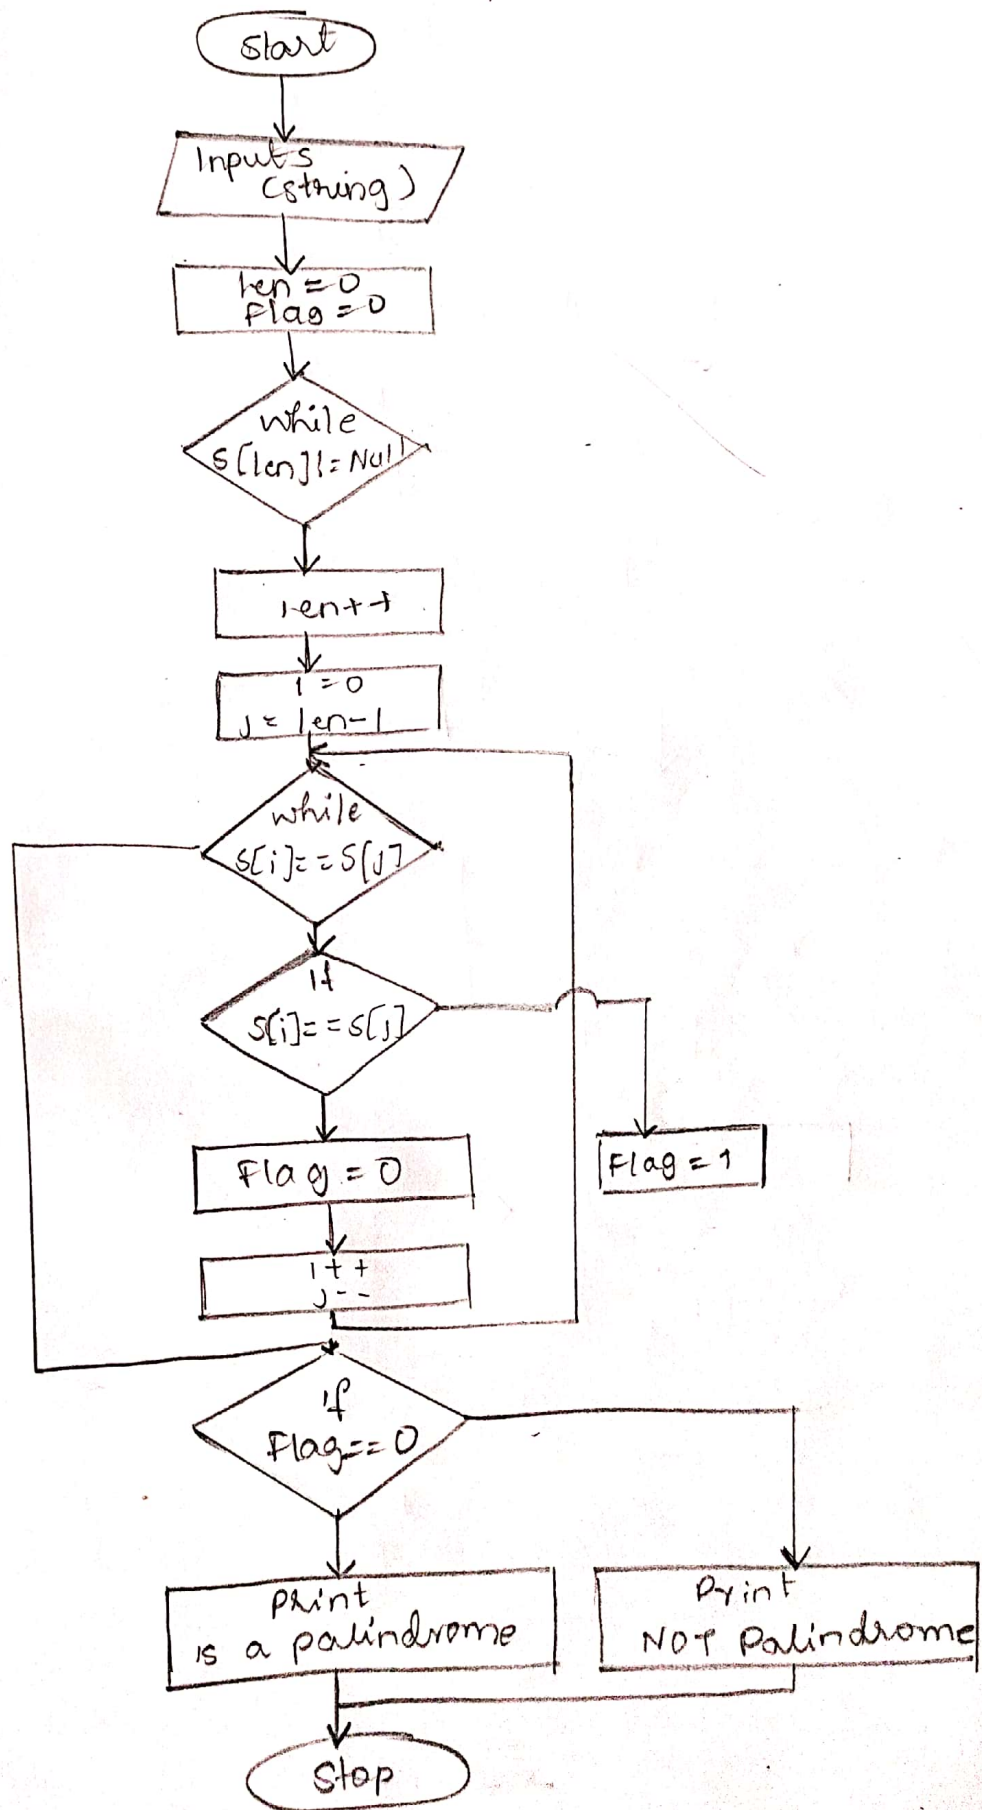 Start
Input s
(string)
len = 0
Flag = 0
while
S[len]!= Null
len++
i = 0
j = len-1
while
S[i]==S[j]
If
S[i]==S[j]
Flag = 0
Flag = 1
i++
j--
if
Flag==0
print
is a palindrome
Print
NOT Palindrome
Stop